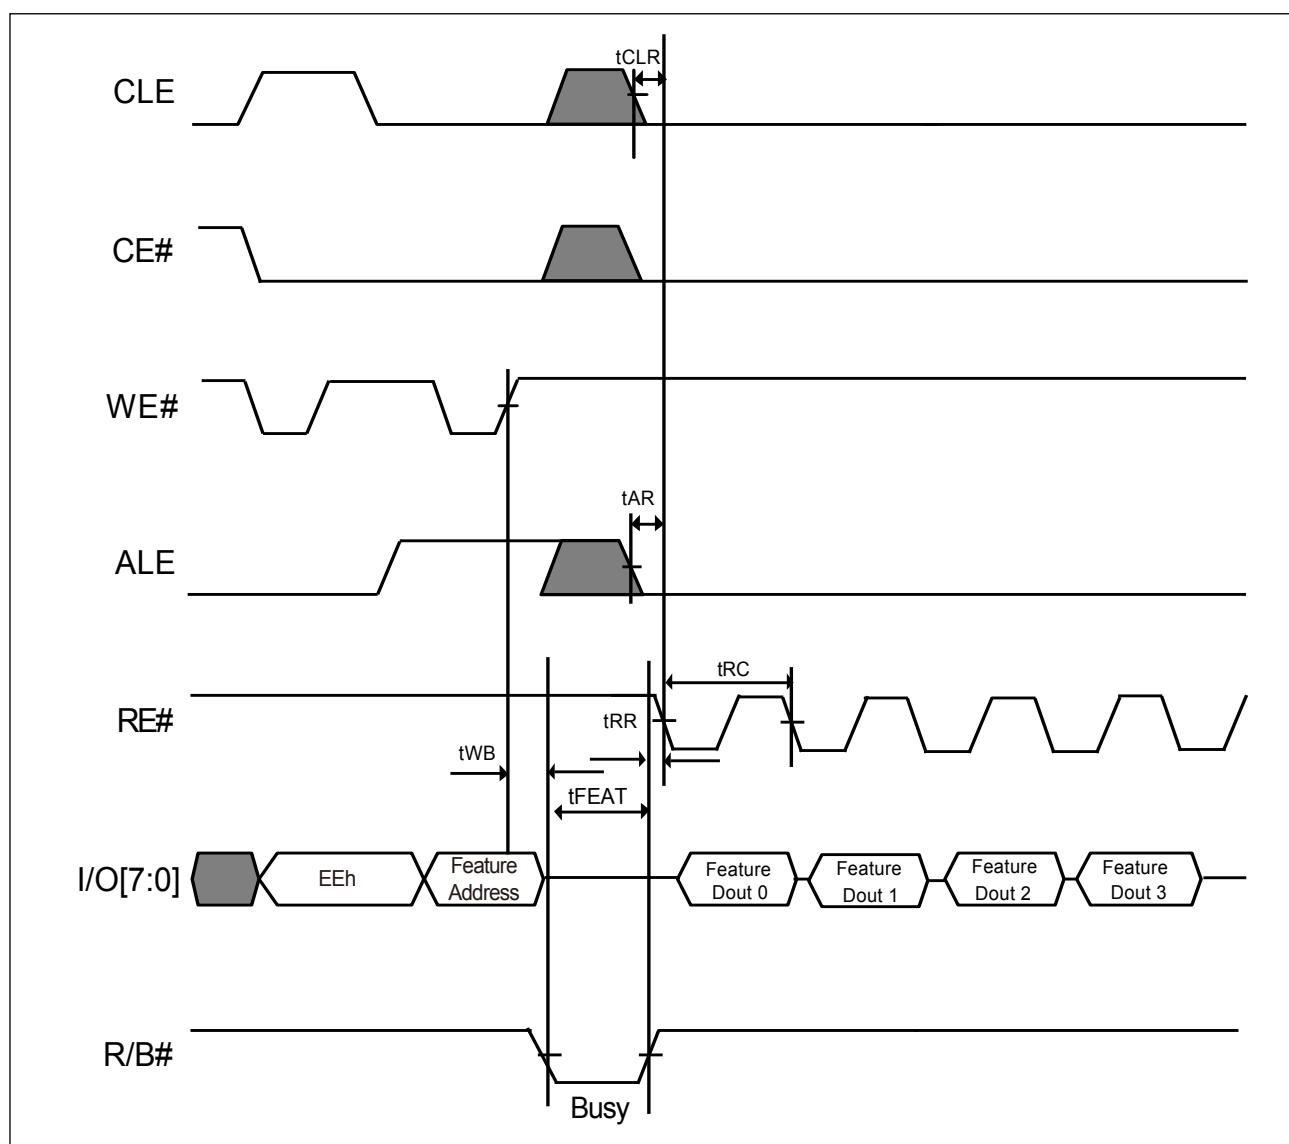 tCLR
CLE
CE#
WE#
tAR
ALE
tRC
RE#
tRR
tWB
tFEAT
I/O[7:0]
EEh
Feature
Address
Feature
Dout 0
Feature
Dout 1
Feature
Dout 2
Feature
Dout 3
R/B#
Busy